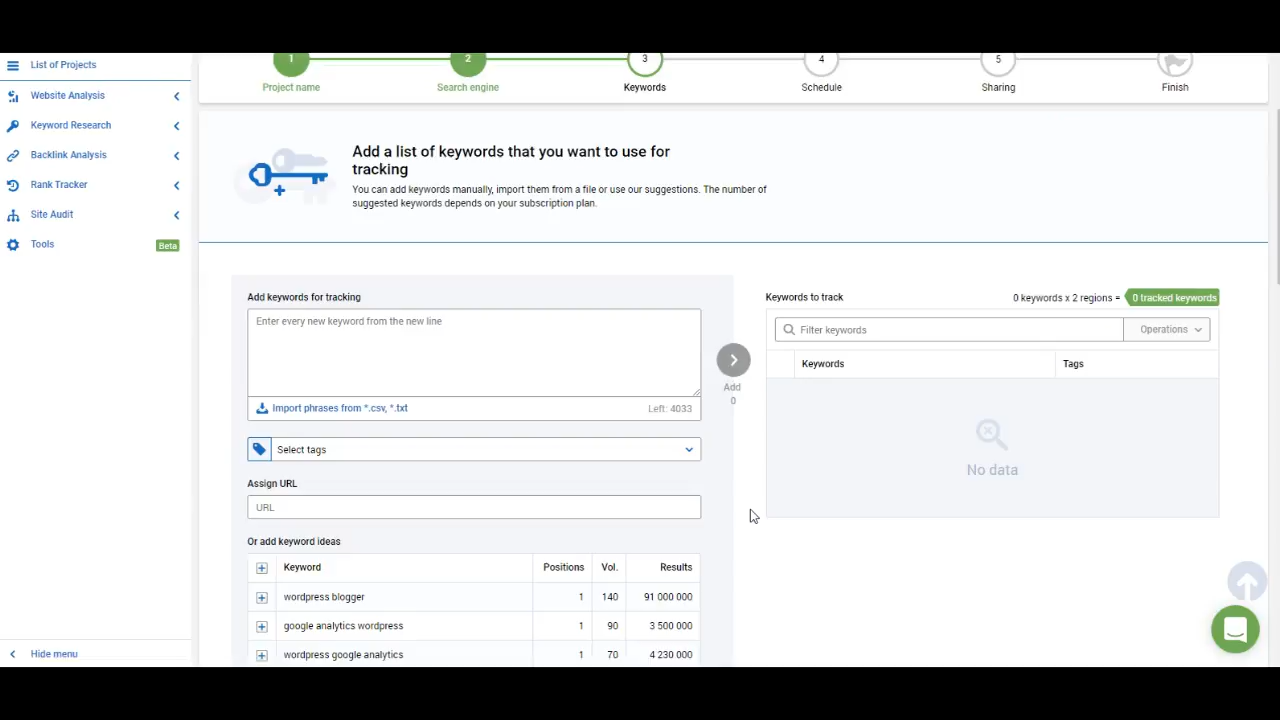 List of Projects
Website Analysis
Keyword Research
Backlink Analysis
Rank Tracker
Site Audit
Tools
Beta
Hide menu
1
2
3
4
5
Project name
Search engine
Keywords
Schedule
Sharing
Finish
Add a list of keywords that you want to use for
tracking
You can add keywords manually, import them from a file or use our suggestions. The number of
suggested keywords depends on your subscription plan.
Add keywords for tracking
Enter every new keyword from the new line
Import phrases from *.csv, *.txt
Left: 4033
Select tags
Assign URL
URL
Or add keyword ideas
Keyword Positions Vol. Results
wordpress blogger 1 140 91 000 000
google analytics wordpress 1 90 3 500 000
wordpress google analytics 1 70 4 230 000
Add
0
Keywords to track
0 keywords x 2 regions = 0 tracked keywords
Filter keywords
Operations
Keywords Tags
No data